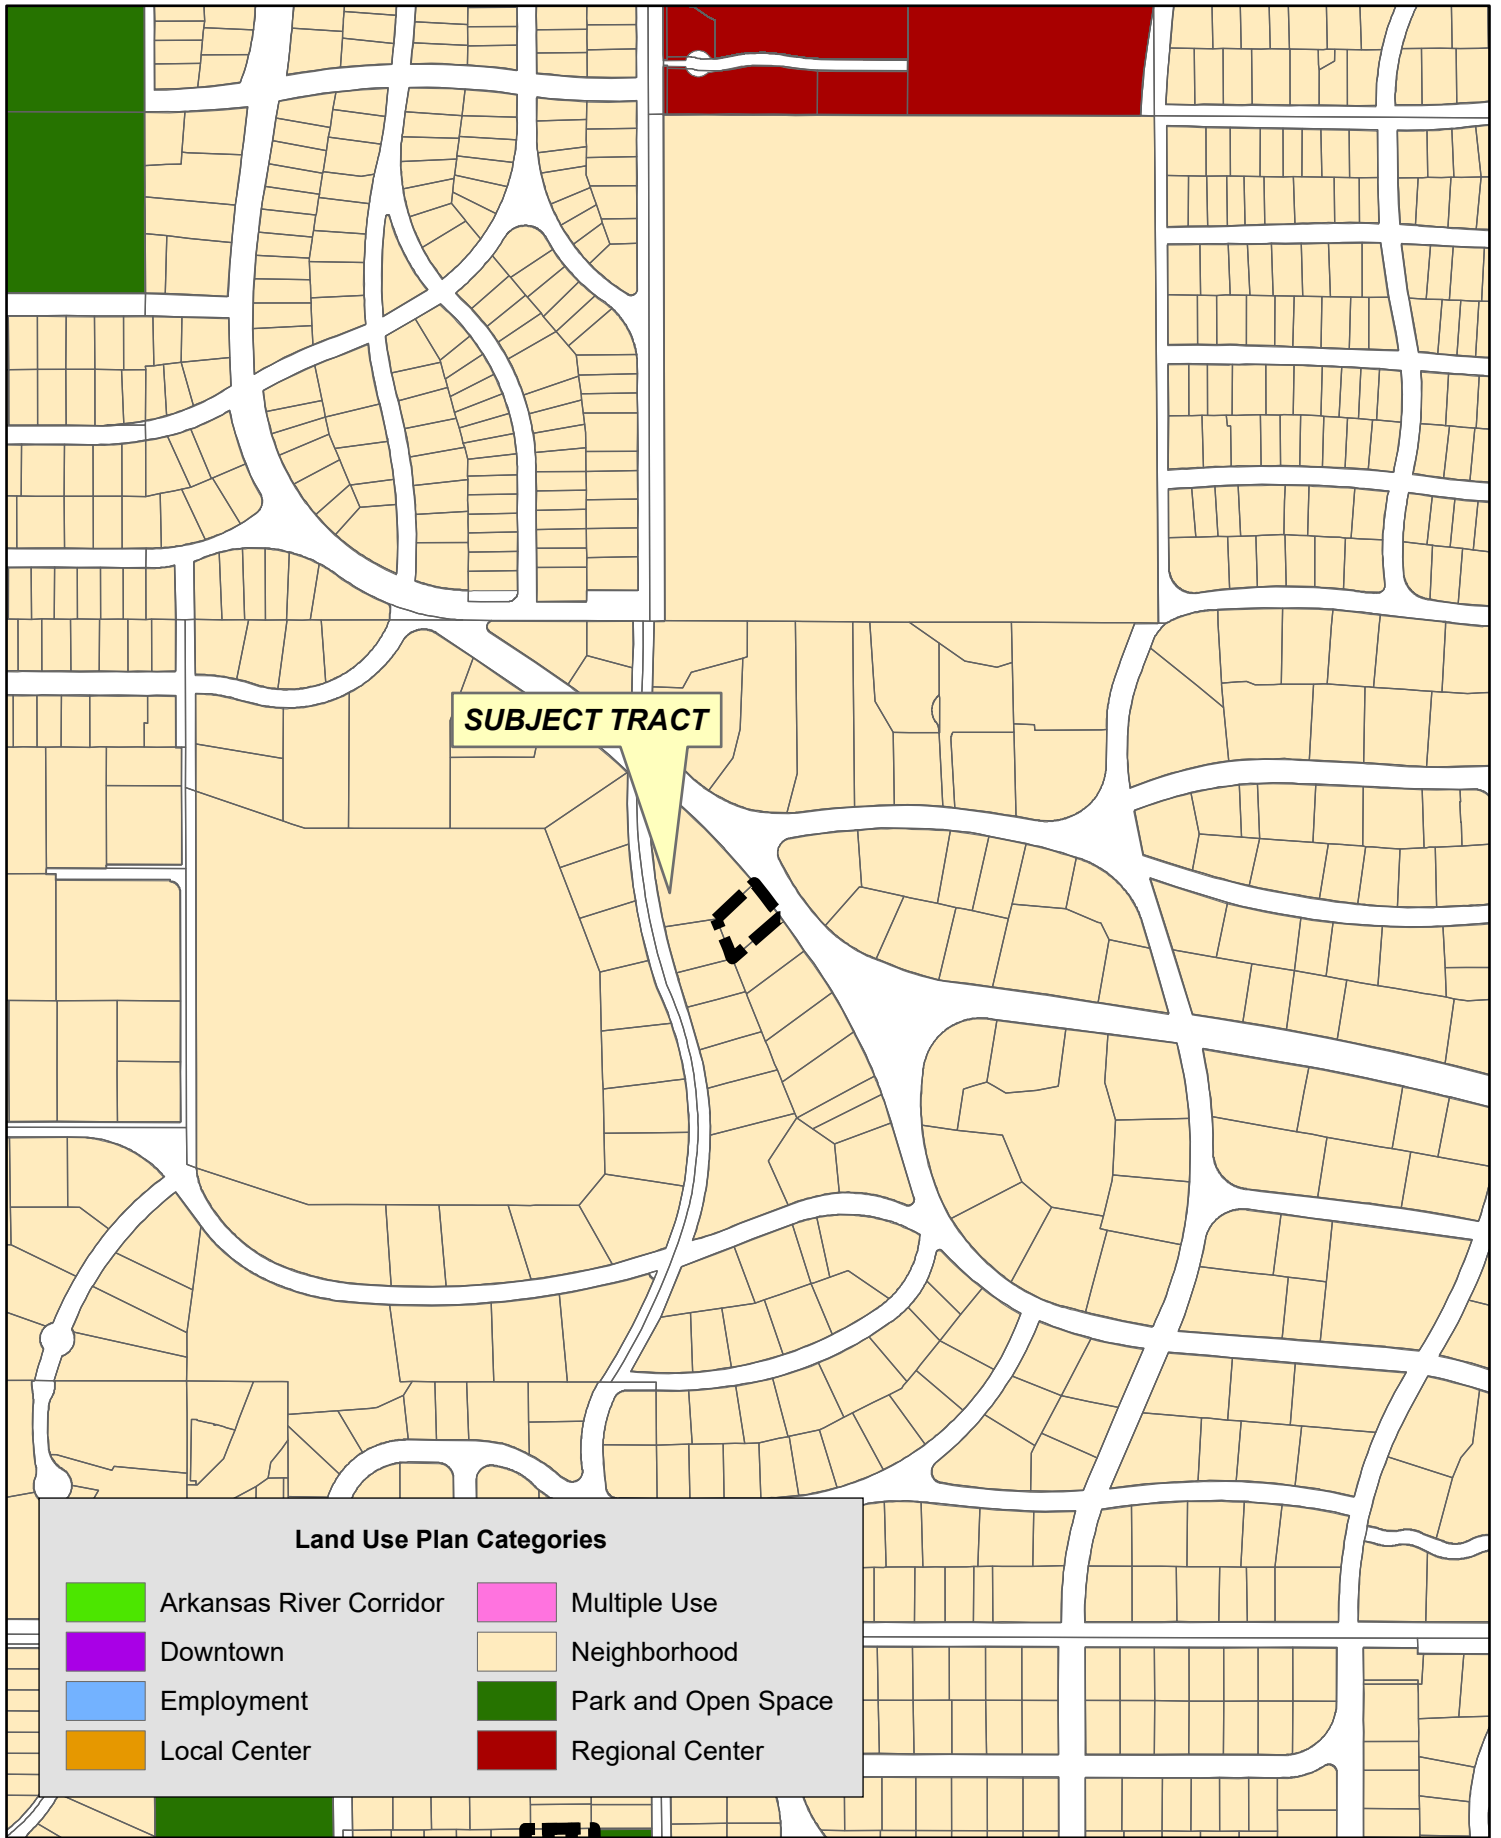 SUBJECT TRACT
Land Use Plan Categories
Arkansas River Corridor
Downtown
Employment
Local Center
Multiple Use
Neighborhood
Park and Open Space
Regional Center